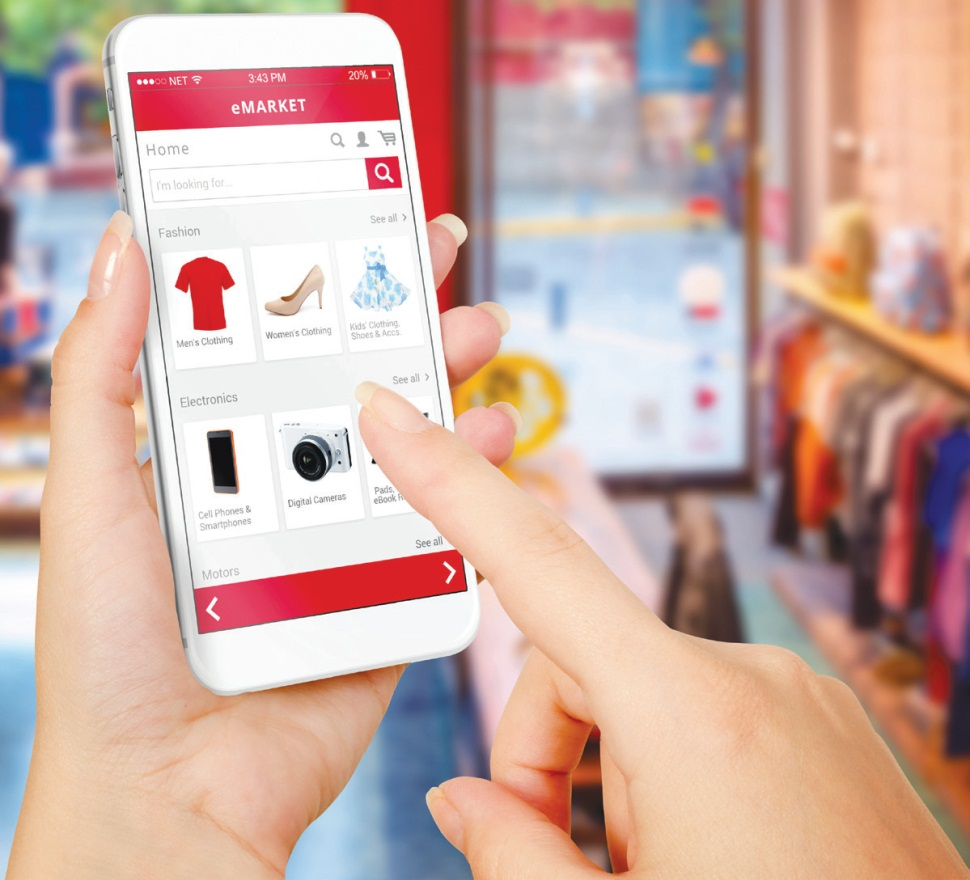 NET 3:43 PM 20%
eMARKET
Home
I'm looking for...
Fashion See all
Men's Clothing
Women's Clothing
Kids' Clothing,
Shoes & Accs.
Electronics See all
Cell Phones &
Smartphones
Digital Cameras
Pads,
eBook
Motors See all